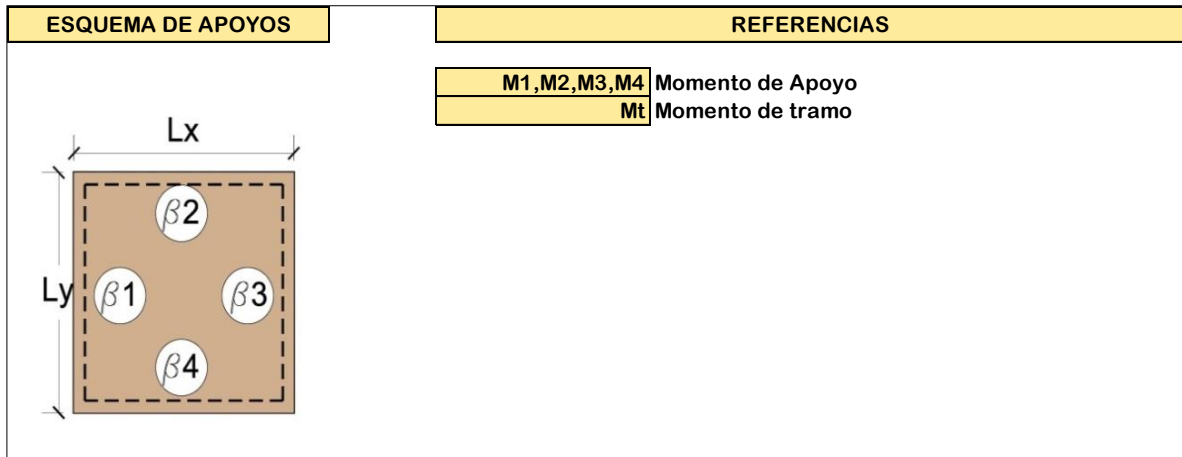 ESQUEMA DE APOYOS
REFERENCIAS
M1,M2,M3,M4 Momento de Apoyo
Mt Momento de tramo
Lx
β2
Ly
β1
β3
β4